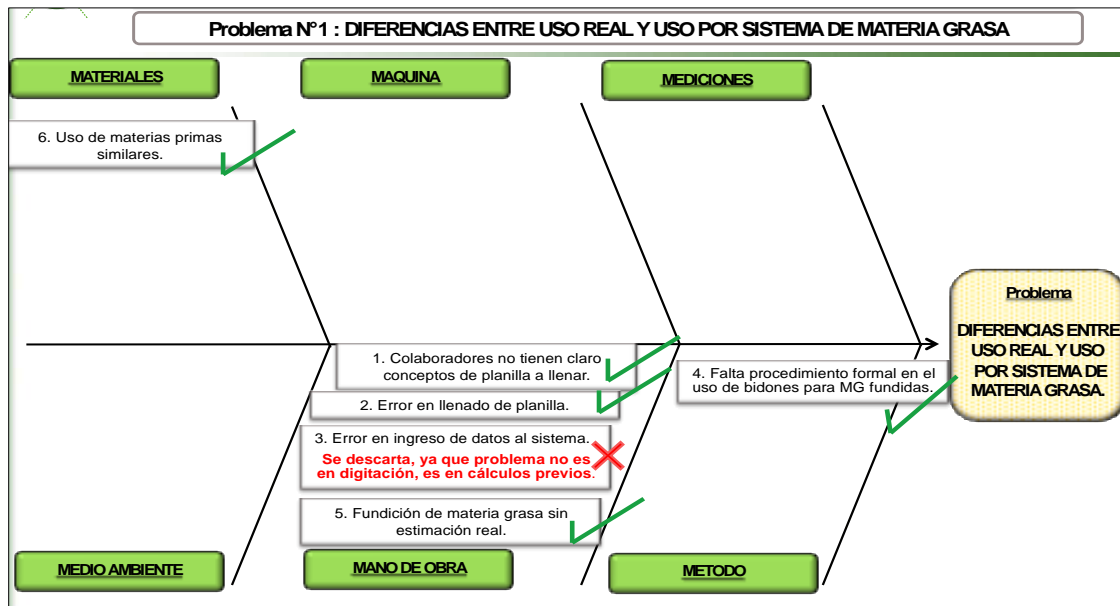 Problema N°1 : DIFERENCIAS ENTRE USO REAL Y USO POR SISTEMA DE MATERIA GRASA
MATERIALES
MAQUINA
MEDICIONES
6. Uso de materias primas
similares.
Problema
DIFERENCIAS ENTRE
USO REAL Y USO
POR SISTEMA DE
MATERIA GRASA.
1. Colaboradores no tienen claro
conceptos de planilla a llenar.
2. Error en llenado de planilla.
3. Error en ingreso de datos al sistema.
Se descarta, ya que problema no es
en digitación, es en cálculos previos.
4. Falta procedimiento formal en el
uso de bidones para MG fundidas.
5. Fundición de materia grasa sin
estimación real.
MEDIO AMBIENTE
MANO DE OBRA
METODO